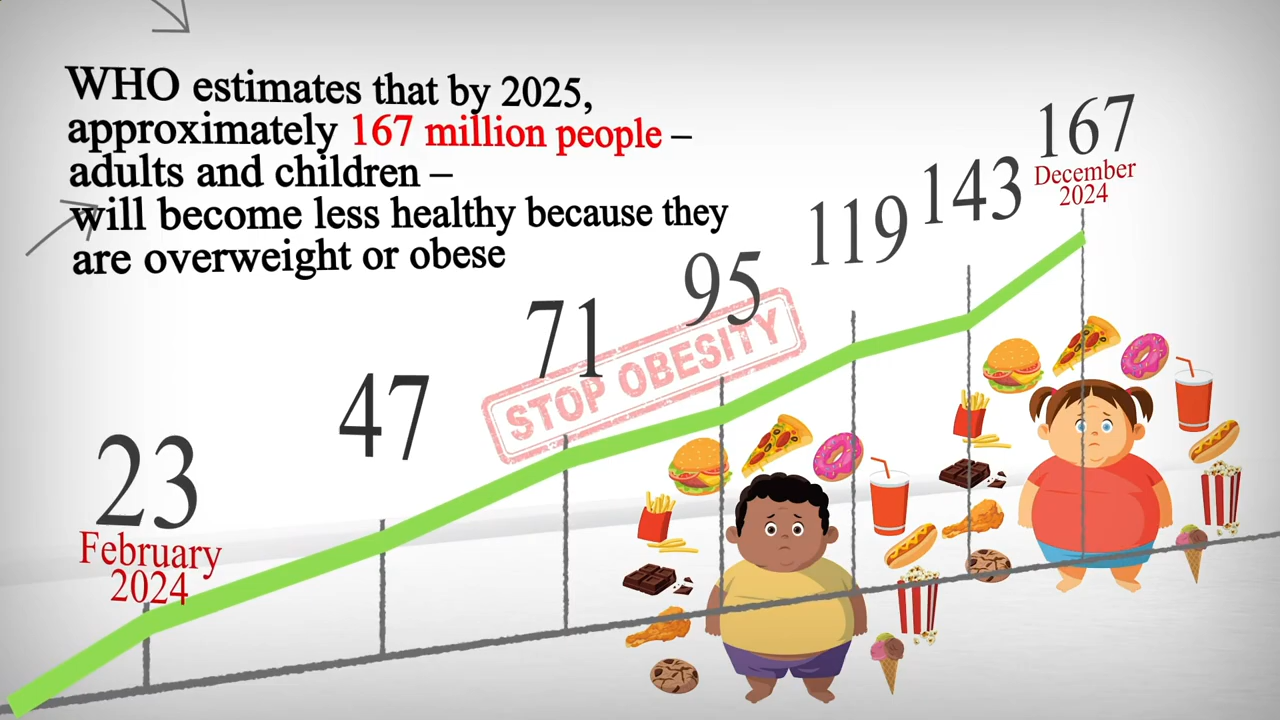 WHO estimates that by 2025,
approximately 167 million people –
adults and children –
will become less healthy because they
are overweight or obese
167
December
2024
143
119
95
71
STOP OBESITY
47
23
February
2024